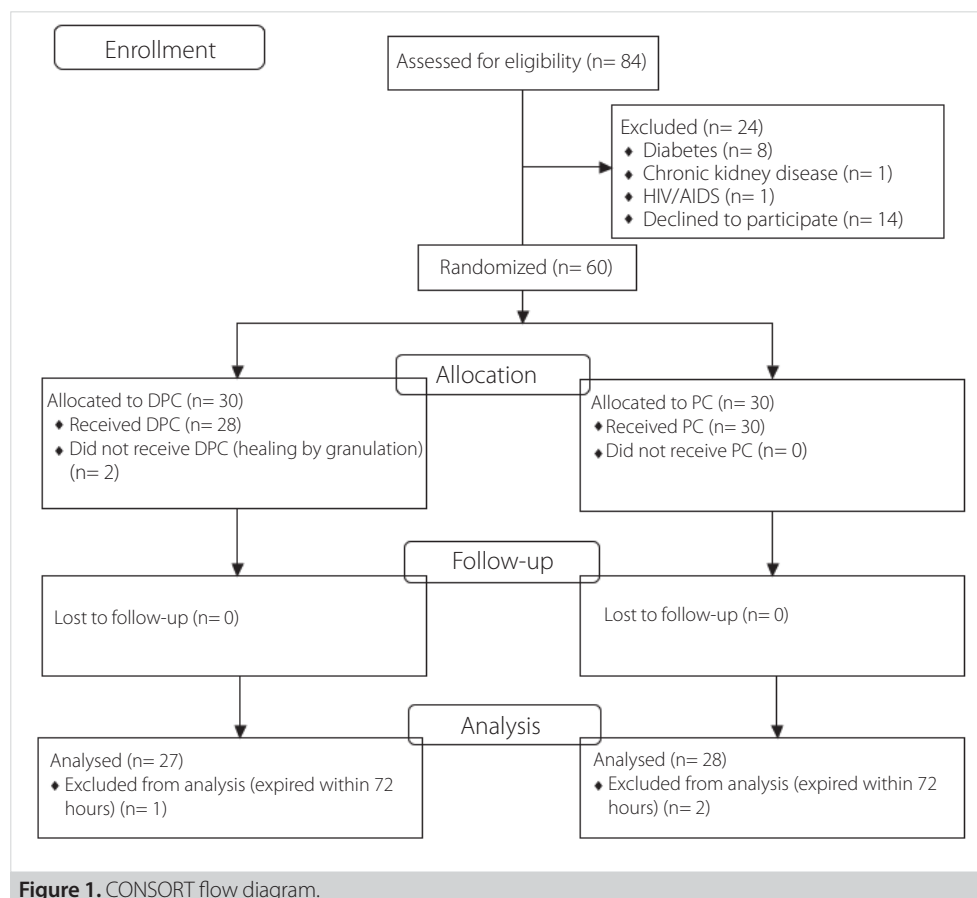 Enrollment
Assessed for eligibility (n= 84)
Excluded (n= 24)
♦ Diabetes (n= 8)
♦ Chronic kidney disease (n= 1)
♦ HIV/AIDS (n= 1)
♦ Declined to participate (n= 14)
Randomized (n= 60)
Allocation
Allocated to DPC (n= 30)
♦ Received DPC (n= 28)
♦ Did not receive DPC (healing by granulation)
(n= 2)
Allocated to PC (n= 30)
♦ Received PC (n= 30)
♦ Did not receive PC (n= 0)
Follow-up
Lost to follow-up (n= 0)
Lost to follow-up (n= 0)
Analysis
Analysed (n= 27)
♦ Excluded from analysis (expired within 72
hours) (n= 1)
Analysed (n= 28)
♦ Excluded from analysis (expired within 72
hours) (n= 2)
Figure 1. CONSORT flow diagram.